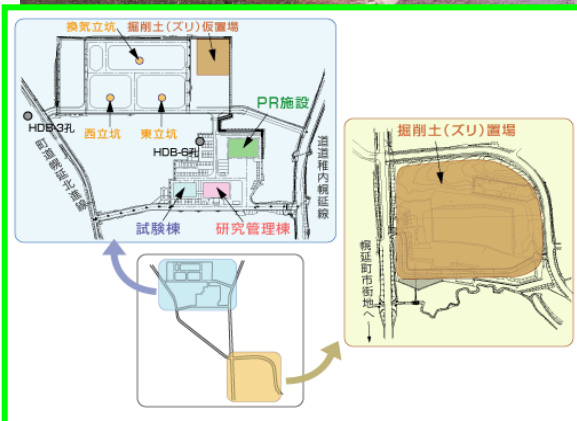 換気立坑
掘削土(ズリ)仮置場
PR施設
HDB-3孔
西立坑
東立坑
HDB-6孔
町道幌延北進線
道道稚内幌延線
試験棟
研究管理棟
掘削土(ズリ)置場
幌延町市街地へ